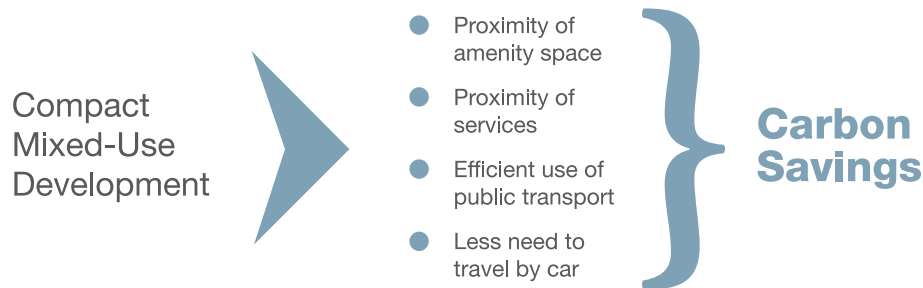 Compact
Mixed-Use
Development
Proximity of
amenity space
Proximity of
services
Efficient use of
public transport
Less need to
travel by car
Carbon
Savings